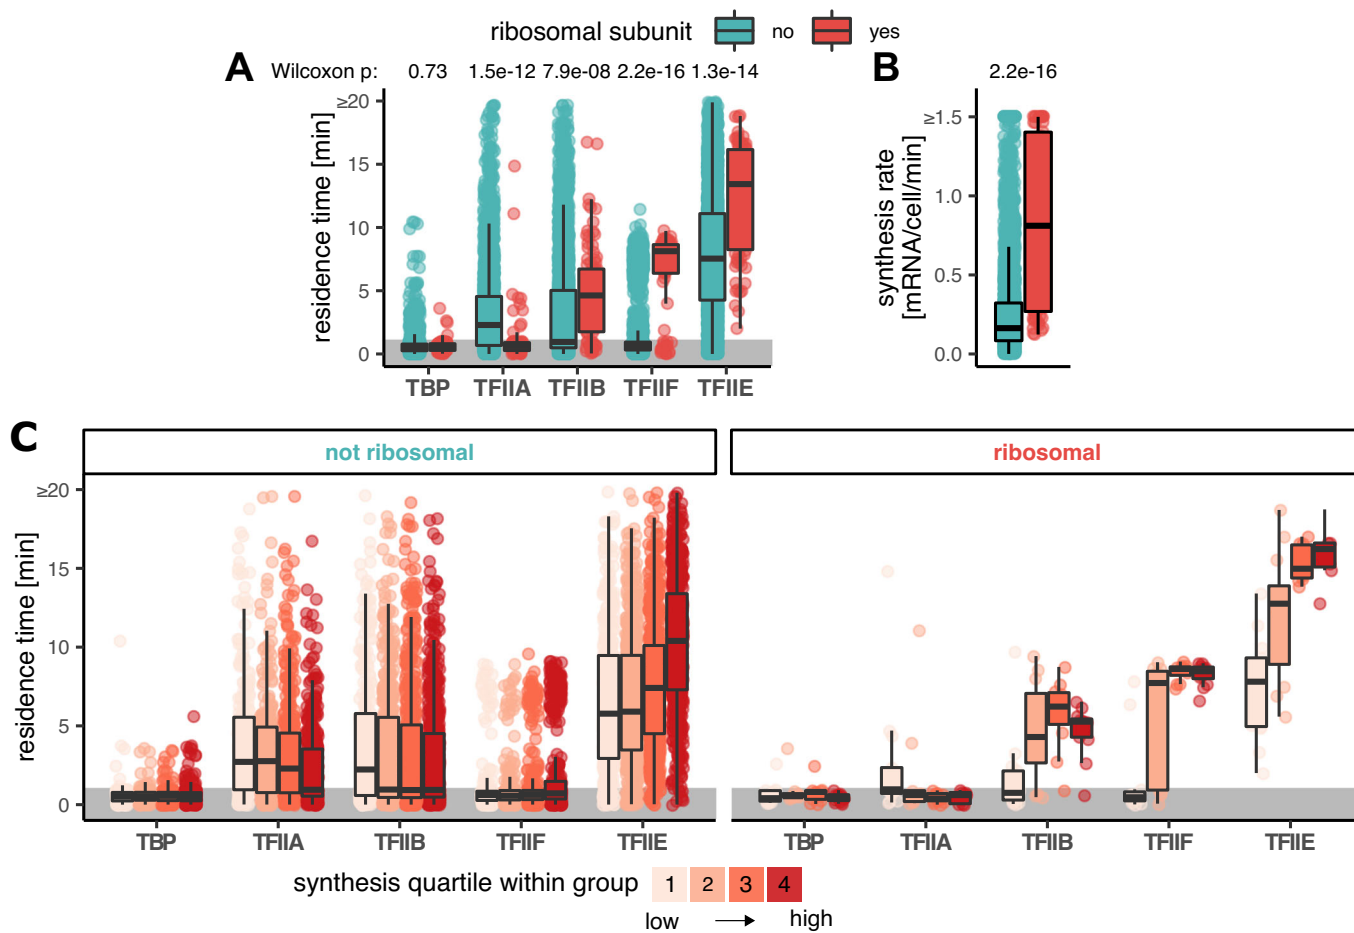 ribosomal subunit no yes
A
Wilcoxon p: 0.73 1.5e-12 7.9e-08 2.2e-16 1.3e-14
≥20
15
10
5
0
residence time [min]
TBP TFIIA TFIIB TFIIF TFIIE
B
2.2e-16
≥1.5
1.0
0.5
0.0
synthesis rate
[mRNA/cell/min]
C
not ribosomal ribosomal
≥20
15
10
5
0
residence time [min]
TBP TFIIA TFIIB TFIIF TFIIE TBP TFIIA TFIIB TFIIF TFIIE
synthesis quartile within group 1 2 3 4
low → high